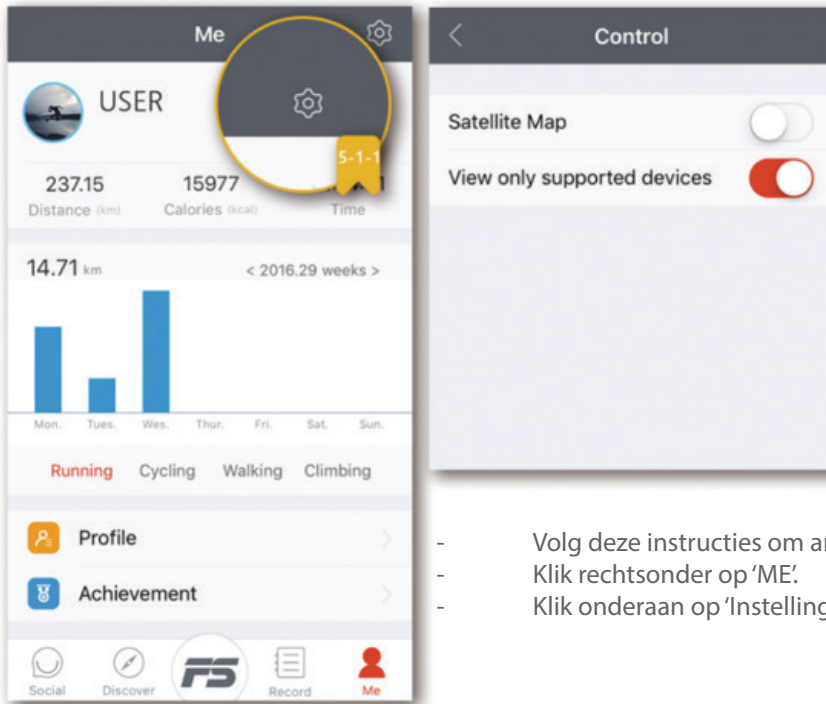 Me
USER
5-1-1
237.15 15977
Distance (km) Calories (kcal) Time
14.71 km < 2016.29 weeks >
Mon. Tues. Wes. Thur. Fri. Sat. Sun.
Running Cycling Walking Climbing
Profile
Achievement
Social Discover FS Record Me
Control
Satellite Map
View only supported devices
- Volg deze instructies om
- Klik rechtsonder op ‘ME’.
- Klik onderaan op ‘Instelling